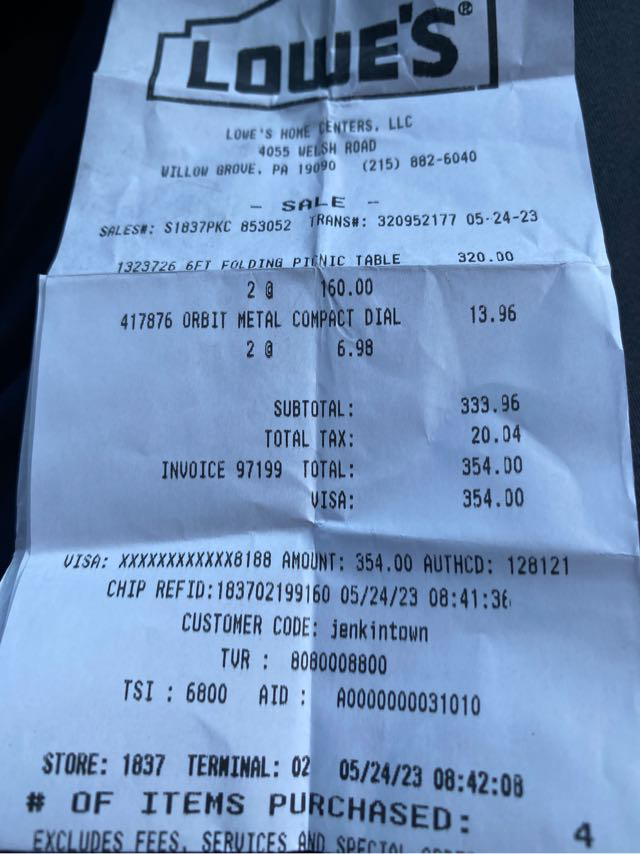 LOWE'S®
LOWE'S HOME CENTERS, LLC
4055 WELSH ROAD
WILLOW GROVE, PA 19090 (215) 882-6040
- SALE -
SALES#: S1837PKC 853052 TRANS#: 320952177 05-24-23
1323726 6FT FOLDING PICNIC TABLE 320.00
2 @ 160.00
417876 ORBIT METAL COMPACT DIAL 13.96
2 @ 6.98
SUBTOTAL: 333.96
TOTAL TAX: 20.04
INVOICE 97199 TOTAL: 354.00
VISA: 354.00
VISA: XXXXXXXXXXXX8188 AMOUNT: 354.00 AUTHCD: 128121
CHIP REFID:183702199160 05/24/23 08:41:36
CUSTOMER CODE: jenkintown
TVR : 8080008800
TSI : 6800 AID : A0000000031010
STORE: 1837 TERMINAL: 02 05/24/23 08:42:08
# OF ITEMS PURCHASED: 4
EXCLUDES FEES, SERVICES AND SPECIAL